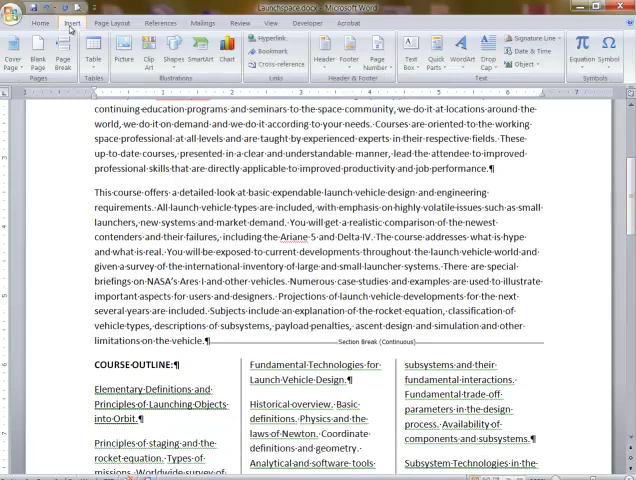 Launchspace.docx - Microsoft Word
Home Insert Page Layout References Mailings Review View Developer Acrobat
Cover Page Blank Page Page Break
Pages
Table
Tables
Picture Clip Art Shapes SmartArt Chart
Illustrations
Hyperlink
Bookmark
Cross-reference
Links
Header Footer Page Number
Header & Footer
Text Box Quick Parts WordArt Drop Cap
Signature Line
Date & Time
Object
Text
Equation Symbol
Symbols
continuing education programs and seminars to the space community, we do it at locations around the
world, we do it on demand and we do it according to your needs. Courses are oriented to the working
space professional at all levels and are taught by experienced experts in their respective fields. These
up-to-date courses, presented in a clear and understandable manner, lead the attendee to improved
professional skills that are directly applicable to improved productivity and job performance.¶
This course offers a detailed look at basic expendable launch vehicle design and engineering
requirements. All launch vehicle types are included, with emphasis on highly volatile issues such as small
launchers, new systems and market demand. You will get a realistic comparison of the newest
contenders and their failures, including the Ariane 5 and Delta IV. The course addresses what is hype
and what is real. You will be exposed to current developments throughout the launch vehicle world and
given a survey of the international inventory of large and small launcher systems. There are special
briefings on NASA's Ares I and other vehicles. Numerous case studies and examples are used to illustrate
important aspects for users and designers. Projections of launch vehicle developments for the next
several years are included. Subjects include an explanation of the rocket equation, classification of
vehicle types, descriptions of subsystems, payload penalties, ascent design and simulation and other
limitations on the vehicle.¶ Section Break (Continuous)
COURSE OUTLINE:¶
Elementary Definitions and
Principles of Launching Objects
into Orbit.¶
Principles of staging and the
rocket equation. Types of
missions. Worldwide survey of
Fundamental Technologies for
Launch Vehicle Design.¶
Historical overview. Basic
definitions. Physics and the
laws of Newton. Coordinate
definitions and geometry.
Analytical and software tools
subsystems and their
fundamental interactions.
Fundamental trade-off
parameters in the design
process. Availability of
components and subsystems.¶
Subsystem Technologies in the